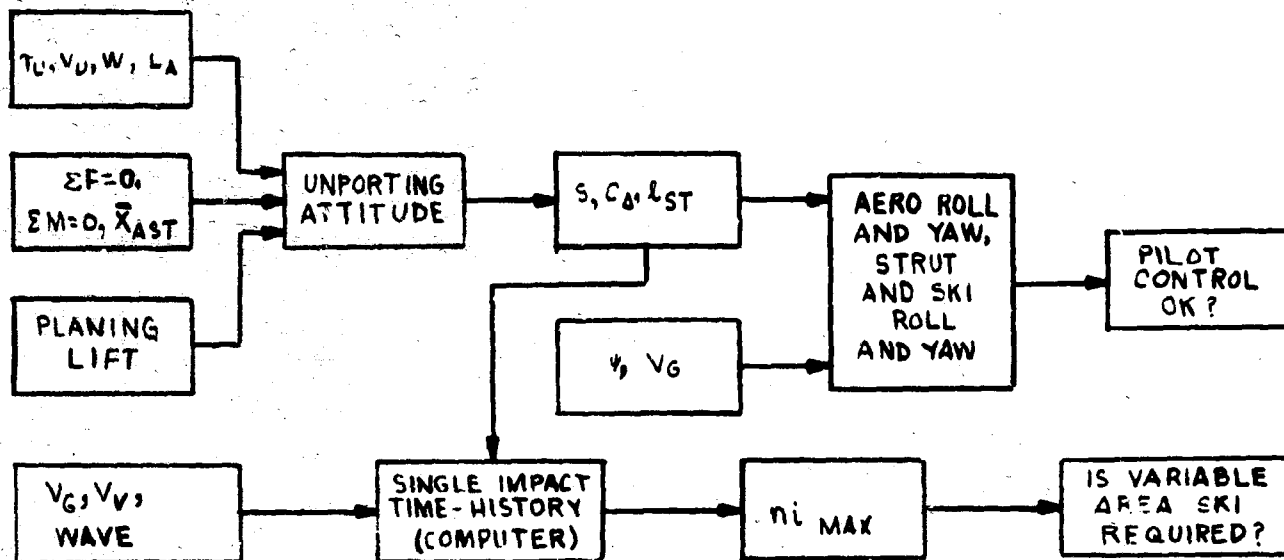 τ_U, V_U, W, L_A
ΣF=0,
ΣM=0, X̄_AST
PLANING
LIFT
UNPORTING
ATTITUDE
S, C_Δ, ℓ_ST
ψ, V_G
AERO ROLL
AND YAW,
STRUT
AND SKI
ROLL
AND YAW
PILOT
CONTROL
OK?
V_G, V_V,
WAVE
SINGLE IMPACT
TIME-HISTORY
(COMPUTER)
ni MAX
IS VARIABLE
AREA SKI
REQUIRED?